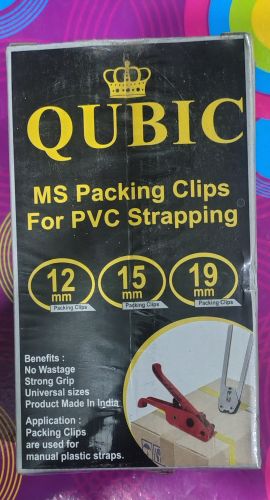 QUBIC
MS Packing Clips
For PVC Strapping
12 mm Packing Clips
15 mm Packing Clips
19 mm Packing Clips
Benefits :
No Wastage
Strong Grip
Universal sizes
Product Made In India
Application :
Packing Clips
are used for
manual plastic straps.